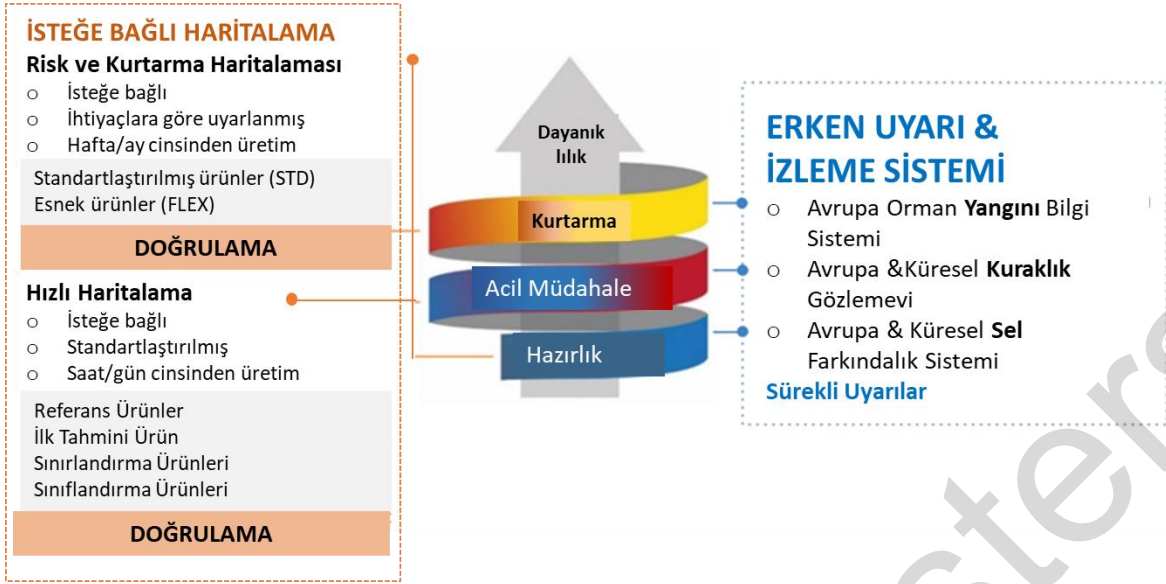 İSTEĞE BAĞLI HARİTALAMA
Risk ve Kurtarma Haritalaması
o İsteğe bağlı
o İhtiyaçlara göre uyarlanmış
o Hafta/ay cinsinden üretim
Standartlaştırılmış ürünler (STD)
Esnek ürünler (FLEX)
DOĞRULAMA
Hızlı Haritalama
o İsteğe bağlı
o Standartlaştırılmış
o Saat/gün cinsinden üretim
Referans Ürünler
İlk Tahmini Ürün
Sınırlandırma Ürünleri
Sınıflandırma Ürünleri
DOĞRULAMA
Dayanık
lılık
Kurtarma
Acil Müdahale
Hazırlık
ERKEN UYARI &
İZLEME SİSTEMİ
o Avrupa Orman Yangını Bilgi
Sistemi
o Avrupa &Küresel Kuraklık
Gözlemevi
o Avrupa & Küresel Sel
Farkındalık Sistemi
Sürekli Uyarılar